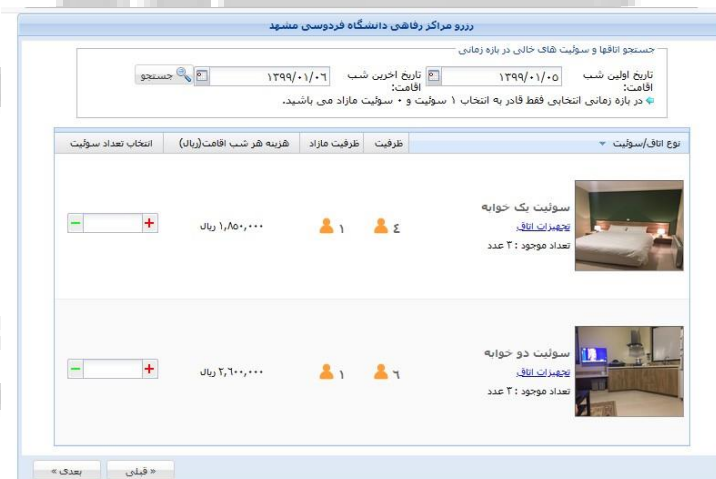 رزرو مراکز رفاهی دانشگاه فردوسی مشهد
جستجو اتاقها و سوئیت های خالی در بازه زمانی
تاریخ اولین شب اقامت: ۱۳۹۹/۰۱/۰۵ تاریخ اخرین شب اقامت: ۱۳۹۹/۰۱/۰۶ جستجو
در بازه زمانی انتخابی فقط قادر به انتخاب ۱ سوئیت و ۰ سوئیت مازاد می باشید.
نوع اتاق/سوئیت ظرفیت ظرفیت مازاد هزینه هر شب اقامت(ریال) انتخاب تعداد سوئیت
سوئیت یک خوابه
تجهیزات اتاق
تعداد موجود : ۳ عدد
٤ ۱ ۱,۸۵۰,۰۰۰ ریال + −
سوئیت دو خوابه
تجهیزات اتاق
تعداد موجود : ۳ عدد
٦ ۱ ۲,٦۰۰,۰۰۰ ریال + −
« قبلی بعدی »